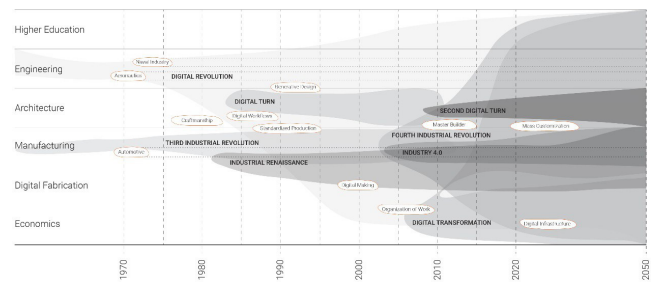 Higher Education
Naval Industry
Engineering
Aeronautics
DIGITAL REVOLUTION
Generative Design
DIGITAL TURN
Architecture
SECOND DIGITAL TURN
Digital Workflows
Craftmanship
Master Builder
Mass Customization
Standardized Production
FOURTH INDUSTRIAL REVOLUTION
THIRD INDUSTRIAL REVOLUTION
Manufacturing
Automotive
INDUSTRY 4.0
INDUSTRIAL RENAISSANCE
Digital Fabrication
Digital Making
Organization of Work
Economics
DIGITAL TRANSFORMATION
Digital Infrastructure
1970
1980
1990
2000
2010
2020
2050